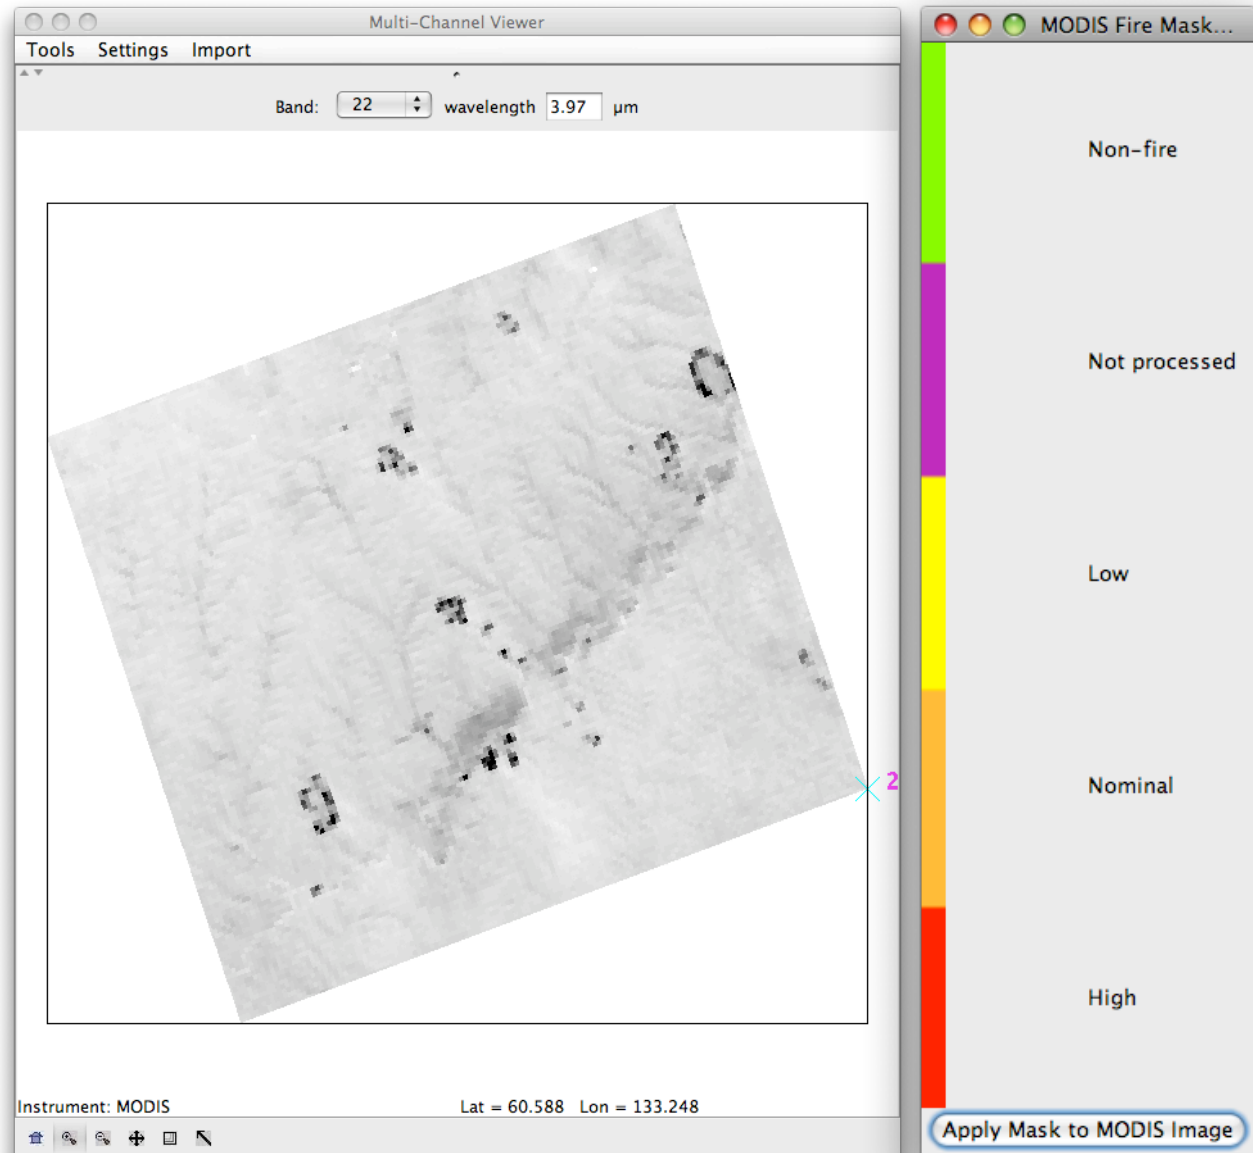 Multi-Channel Viewer
Tools Settings Import
Band: 22 wavelength 3.97 µm
2
Instrument: MODIS Lat = 60.588 Lon = 133.248
MODIS Fire Mask...
Non-fire
Not processed
Low
Nominal
High
Apply Mask to MODIS Image